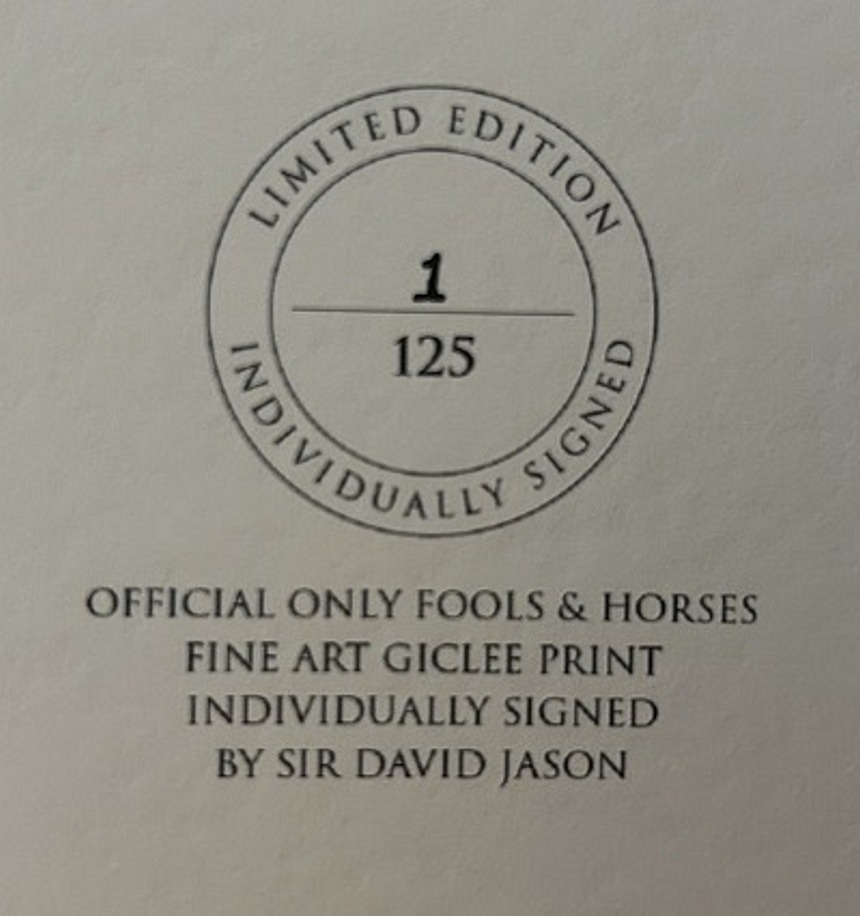 LIMITED EDITION
1
125
INDIVIDUALLY SIGNED
OFFICIAL ONLY FOOLS & HORSES
FINE ART GICLEE PRINT
INDIVIDUALLY SIGNED
BY SIR DAVID JASON